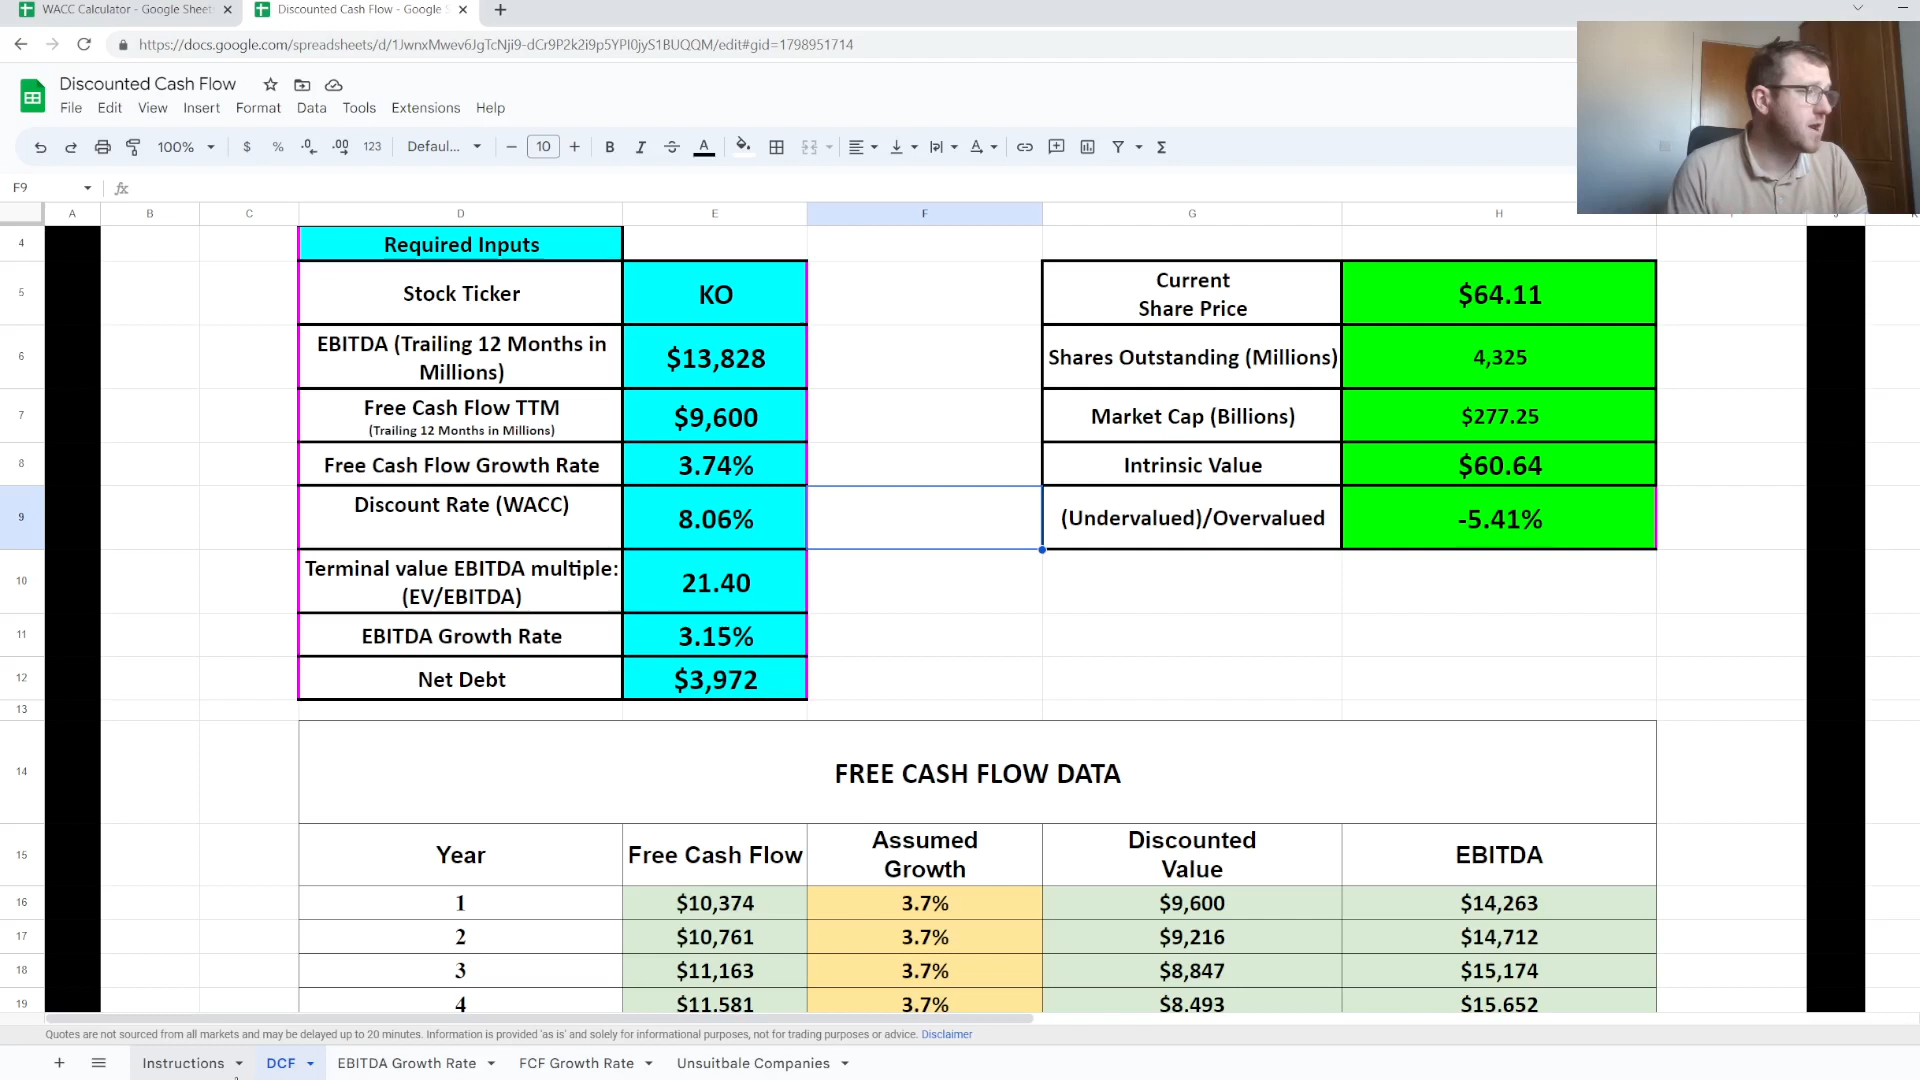 WACC Calculator - Google Sheet
Discounted Cash Flow - Google S
https://docs.google.com/spreadsheets/d/1JwnxMwev6JgTcNji9-dCr9P2k2i9p5YPI0jyS1BUQQM/edit#gid=1798951714
Discounted Cash Flow
File Edit View Insert Format Data Tools Extensions Help
100% $ % .0 .00 123 Defaul... 10 B I S A
F9 fx
A B C D E F G H
4 Required Inputs
5 Stock Ticker KO Current
Share Price $64.11
6 EBITDA (Trailing 12 Months in
Millions) $13,828 Shares Outstanding (Millions) 4,325
7 Free Cash Flow TTM
(Trailing 12 Months in Millions) $9,600 Market Cap (Billions) $277.25
8 Free Cash Flow Growth Rate 3.74% Intrinsic Value $60.64
9 Discount Rate (WACC) 8.06% (Undervalued)/Overvalued -5.41%
10 Terminal value EBITDA multiple:
(EV/EBITDA) 21.40
11 EBITDA Growth Rate 3.15%
12 Net Debt $3,972
13
14 FREE CASH FLOW DATA
15 Year Free Cash Flow Assumed
Growth Discounted
Value EBITDA
16 1 $10,374 3.7% $9,600 $14,263
17 2 $10,761 3.7% $9,216 $14,712
18 3 $11,163 3.7% $8,847 $15,174
19 4 $11,581 3.7% $8,493 $15,652
Quotes are not sourced from all markets and may be delayed up to 20 minutes. Information is provided 'as is' and solely for informational purposes, not for trading purposes or advice. Disclaimer
Instructions DCF EBITDA Growth Rate FCF Growth Rate Unsuitbale Companies